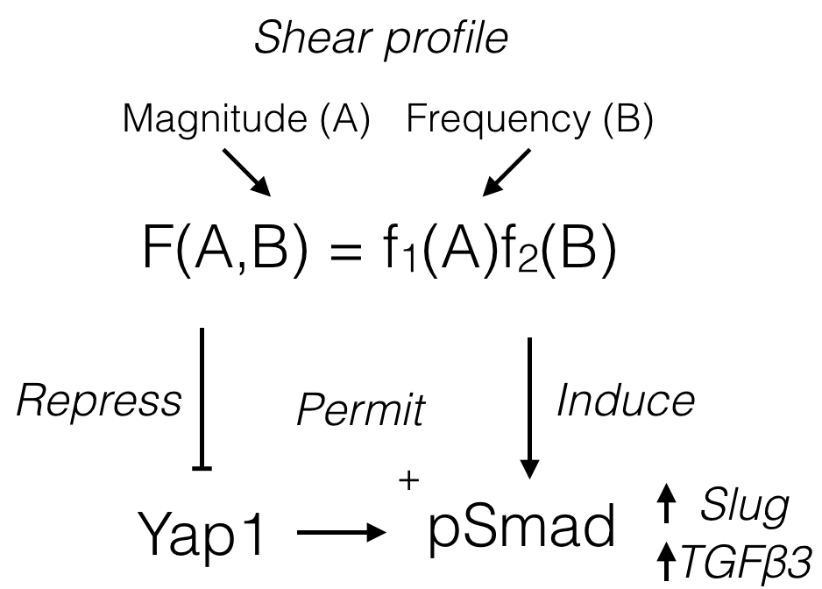 Shear profile
Magnitude (A) Frequency (B)
F(A,B) = f₁(A)f₂(B)
Repress
Permit
Induce
+
Yap1
pSmad
Slug
TGFβ3